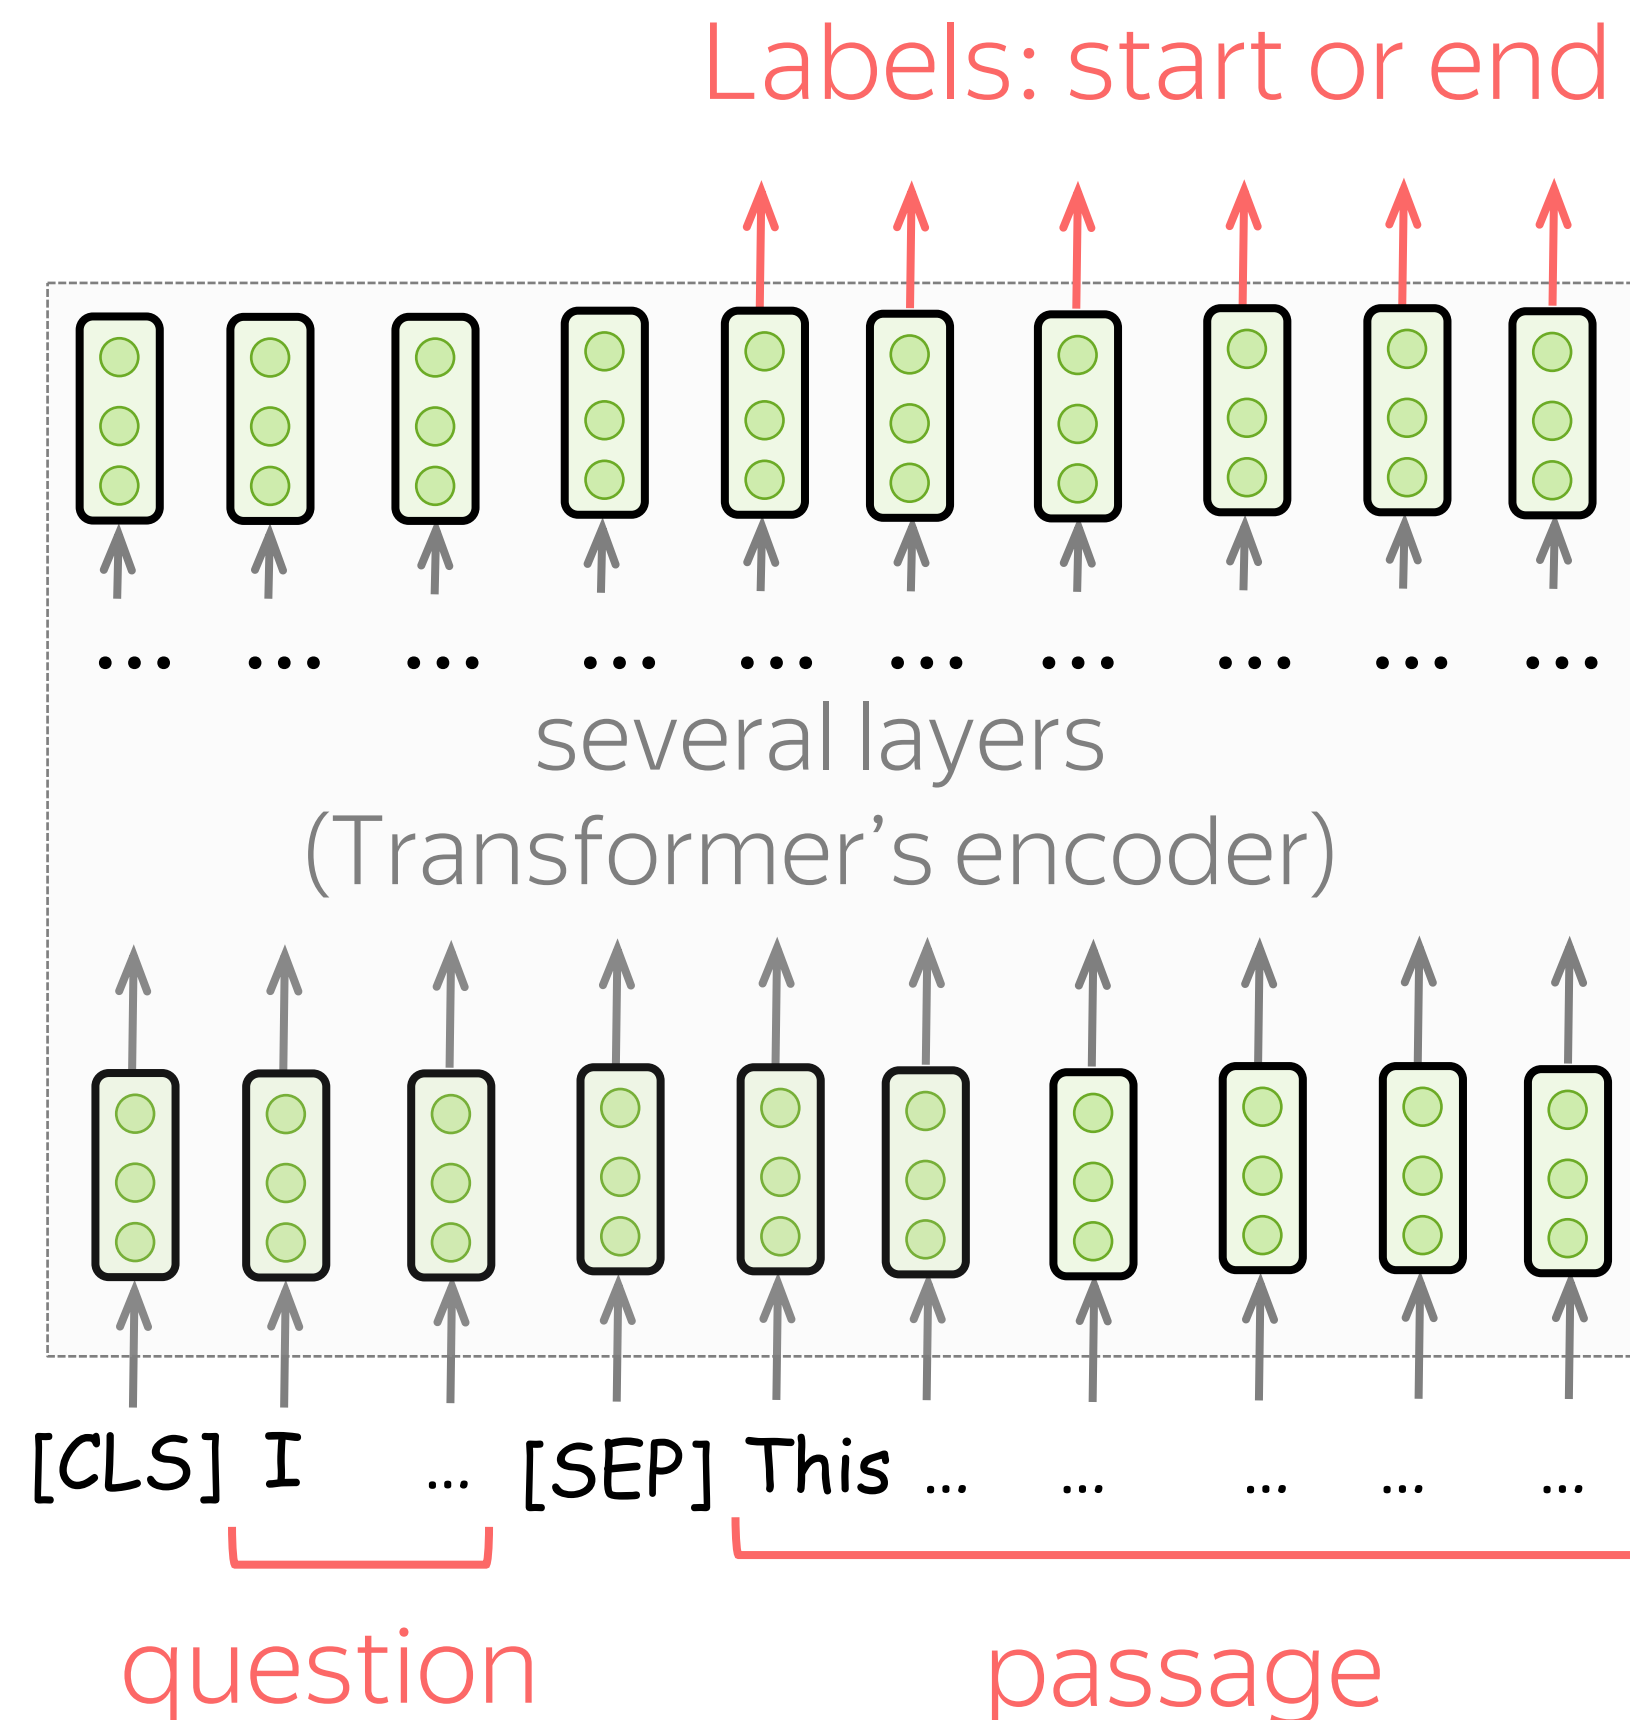 Labels: start or end
... ... ... ... ... ... ... ... ... ...
several layers
(Transformer's encoder)
[CLS] I ... [SEP] This ... ... ... ... ...
question passage